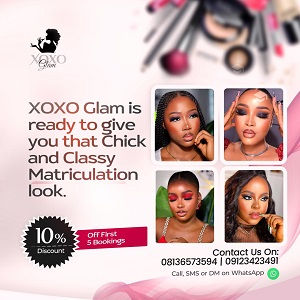 XOXO
Glam
XOXO Glam is
ready to give
you that Chick
and Classy
Matriculation
look.
10%
Discount
Off First
5 Bookings
Contact Us On:
08136573594 | 09123423491
Call, SMS or DM on WhatsApp